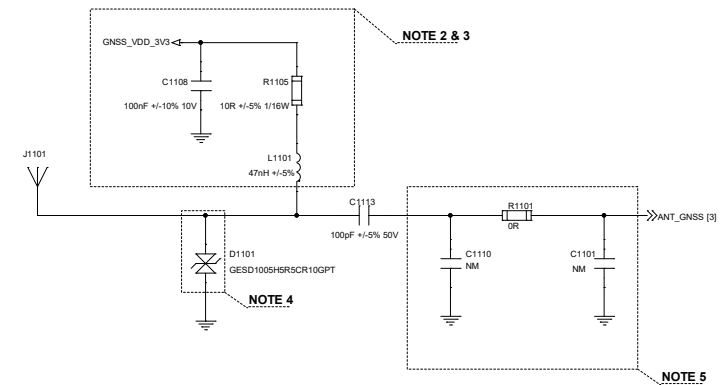 GNSS_VDD_3V3
NOTE 2 & 3
C1108
R1105
100nF +/-10% 10V
10R +/-5% 1/16W
J1101
L1101
47nH +/-5%
C1113
R1101
ANT_GNSS [3]
0R
100pF +/-5% 50V
D1101
C1110
C1101
GESD1005H5R5CR10GPT
NM
NM
NOTE 4
NOTE 5